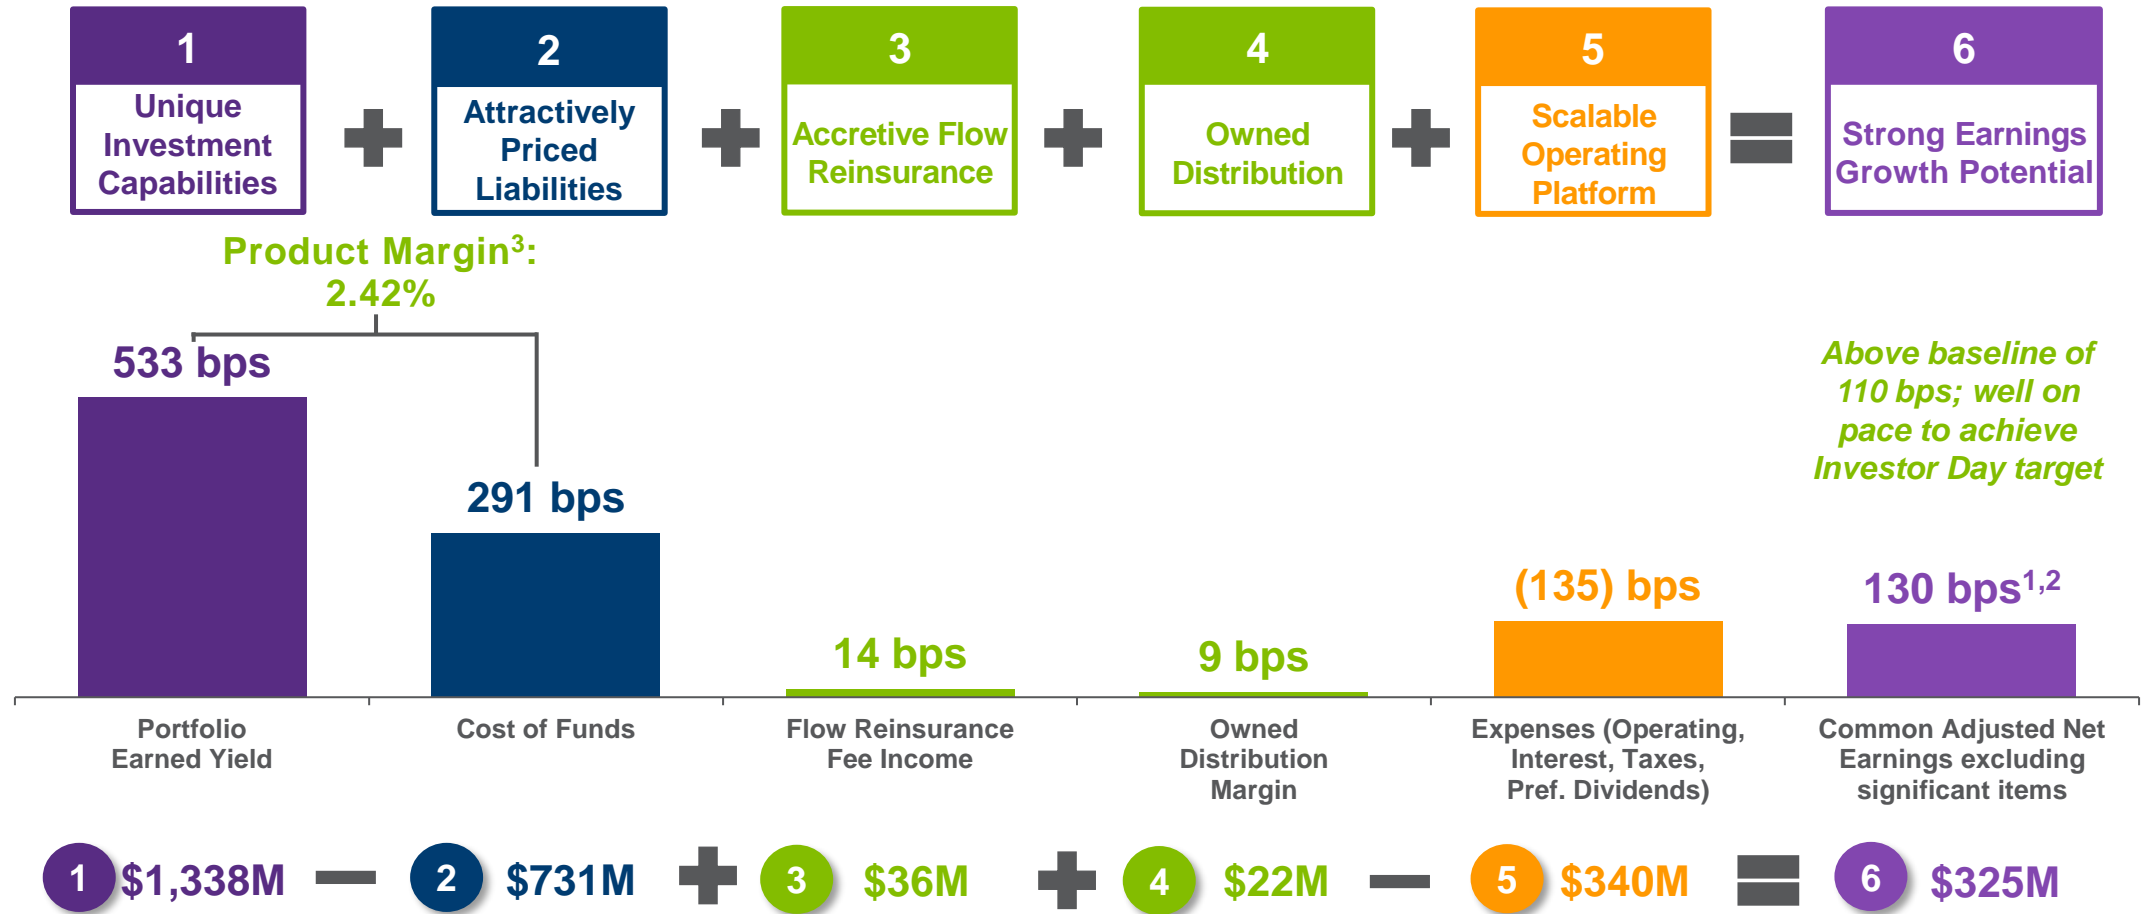 1
Unique
Investment
Capabilities
2
Attractively
Priced
Liabilities
3
Accretive Flow
Reinsurance
4
Owned
Distribution
5
Scalable
Operating
Platform
6
Strong Earnings
Growth Potential
Product Margin³:
2.42%
533 bps
291 bps
14 bps
9 bps
(135) bps
130 bps¹,²
Above baseline of
110 bps; well on
pace to achieve
Investor Day target
Portfolio
Earned Yield
Cost of Funds
Flow Reinsurance
Fee Income
Owned
Distribution
Margin
Expenses (Operating,
Interest, Taxes,
Pref. Dividends)
Common Adjusted Net
Earnings excluding
significant items
1 $1,338M
2 $731M
3 $36M
4 $22M
5 $340M
6 $325M